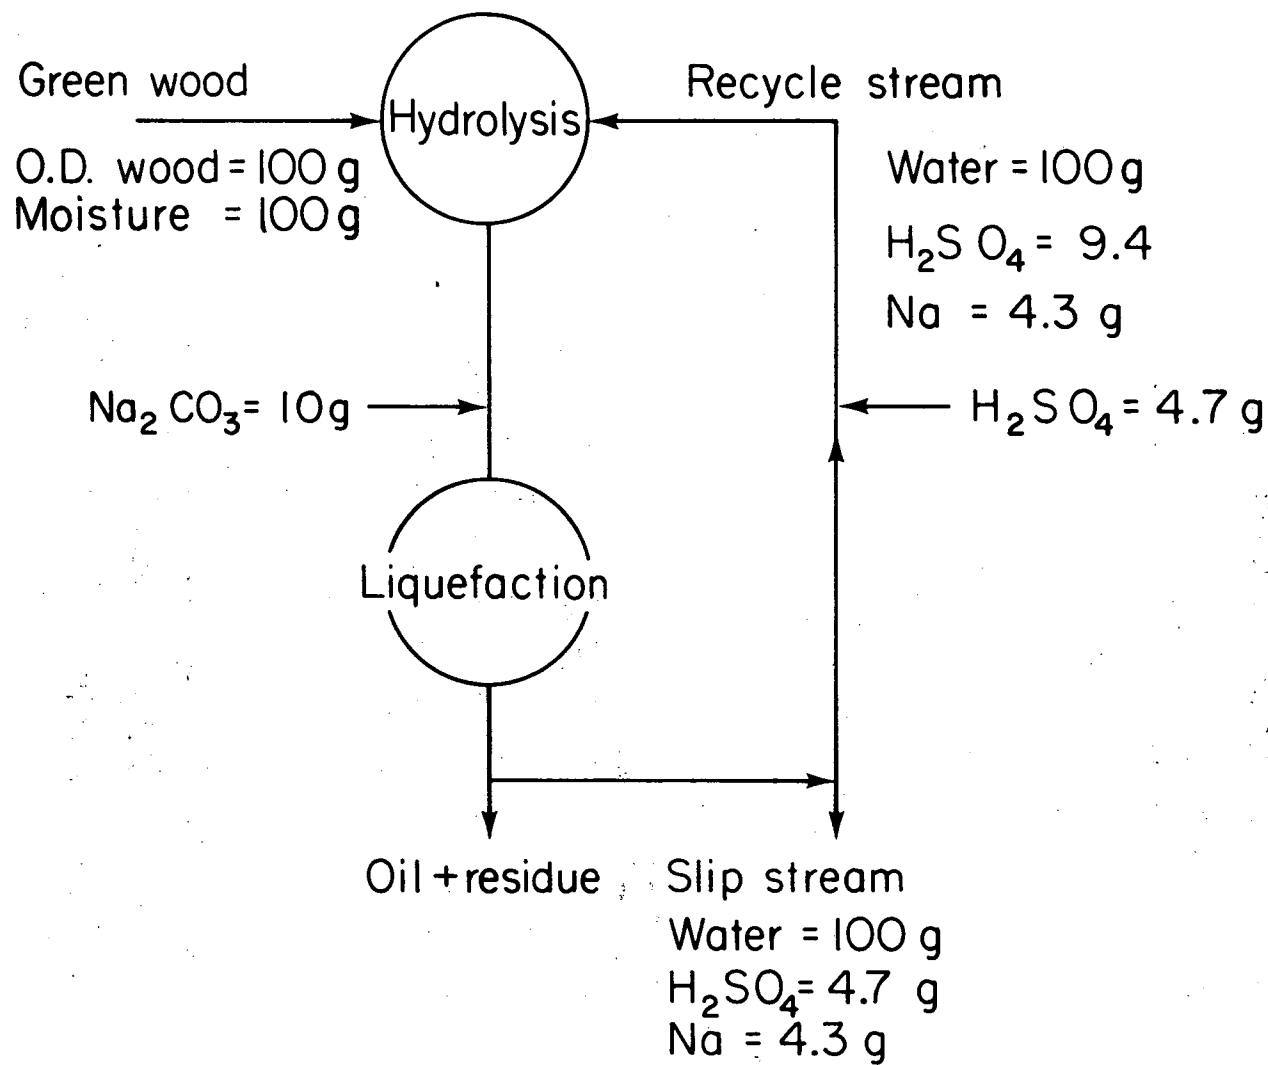 Green wood
O.D. wood = 100 g
Moisture = 100 g
Hydrolysis
Recycle stream
Water = 100 g
H₂SO₄ = 9.4
Na = 4.3 g
Na₂CO₃ = 10 g
H₂SO₄ = 4.7 g
Liquefaction
Oil + residue
Slip stream
Water = 100 g
H₂SO₄ = 4.7 g
Na = 4.3 g